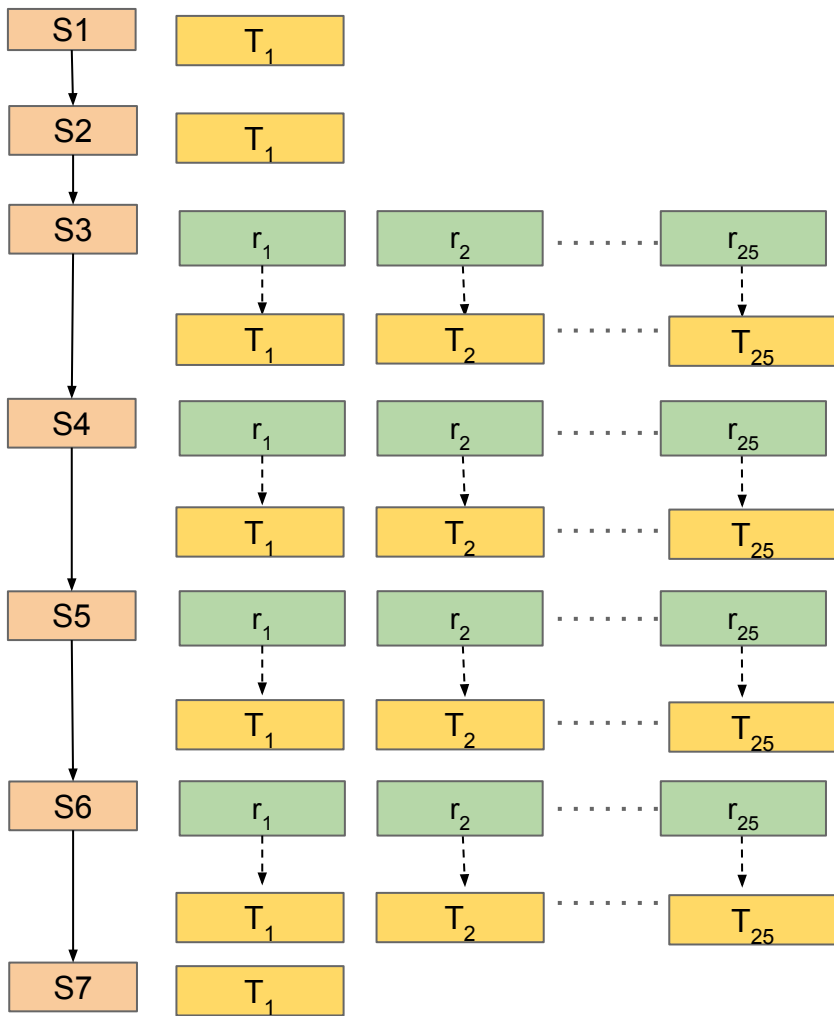 S1 T₁
S2 T₁
S3 r₁ r₂ ........ r₂₅
T₁ T₂ ........ T₂₅
S4 r₁ r₂ ........ r₂₅
T₁ T₂ ........ T₂₅
S5 r₁ r₂ ........ r₂₅
T₁ T₂ ........ T₂₅
S6 r₁ r₂ ........ r₂₅
T₁ T₂ ........ T₂₅
S7 T₁